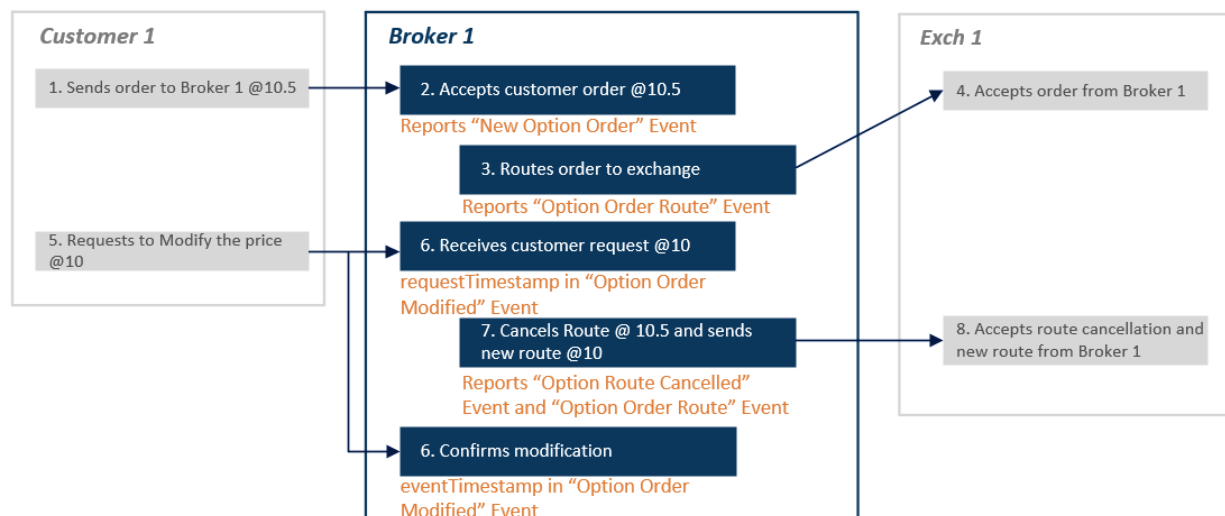 Customer 1
1. Sends order to Broker 1 @10.5
5. Requests to Modify the price
@10
Broker 1
2. Accepts customer order @10.5
Reports “New Option Order” Event
3. Routes order to exchange
Reports “Option Order Route” Event
6. Receives customer request @10
requestTimestamp in “Option Order
Modified” Event
7. Cancels Route @ 10.5 and sends
new route @10
Reports “Option Route Cancelled”
Event and “Option Order Route” Event
6. Confirms modification
eventTimestamp in “Option Order
Modified” Event
Exch 1
4. Accepts order from Broker 1
8. Accepts route cancellation and
new route from Broker 1